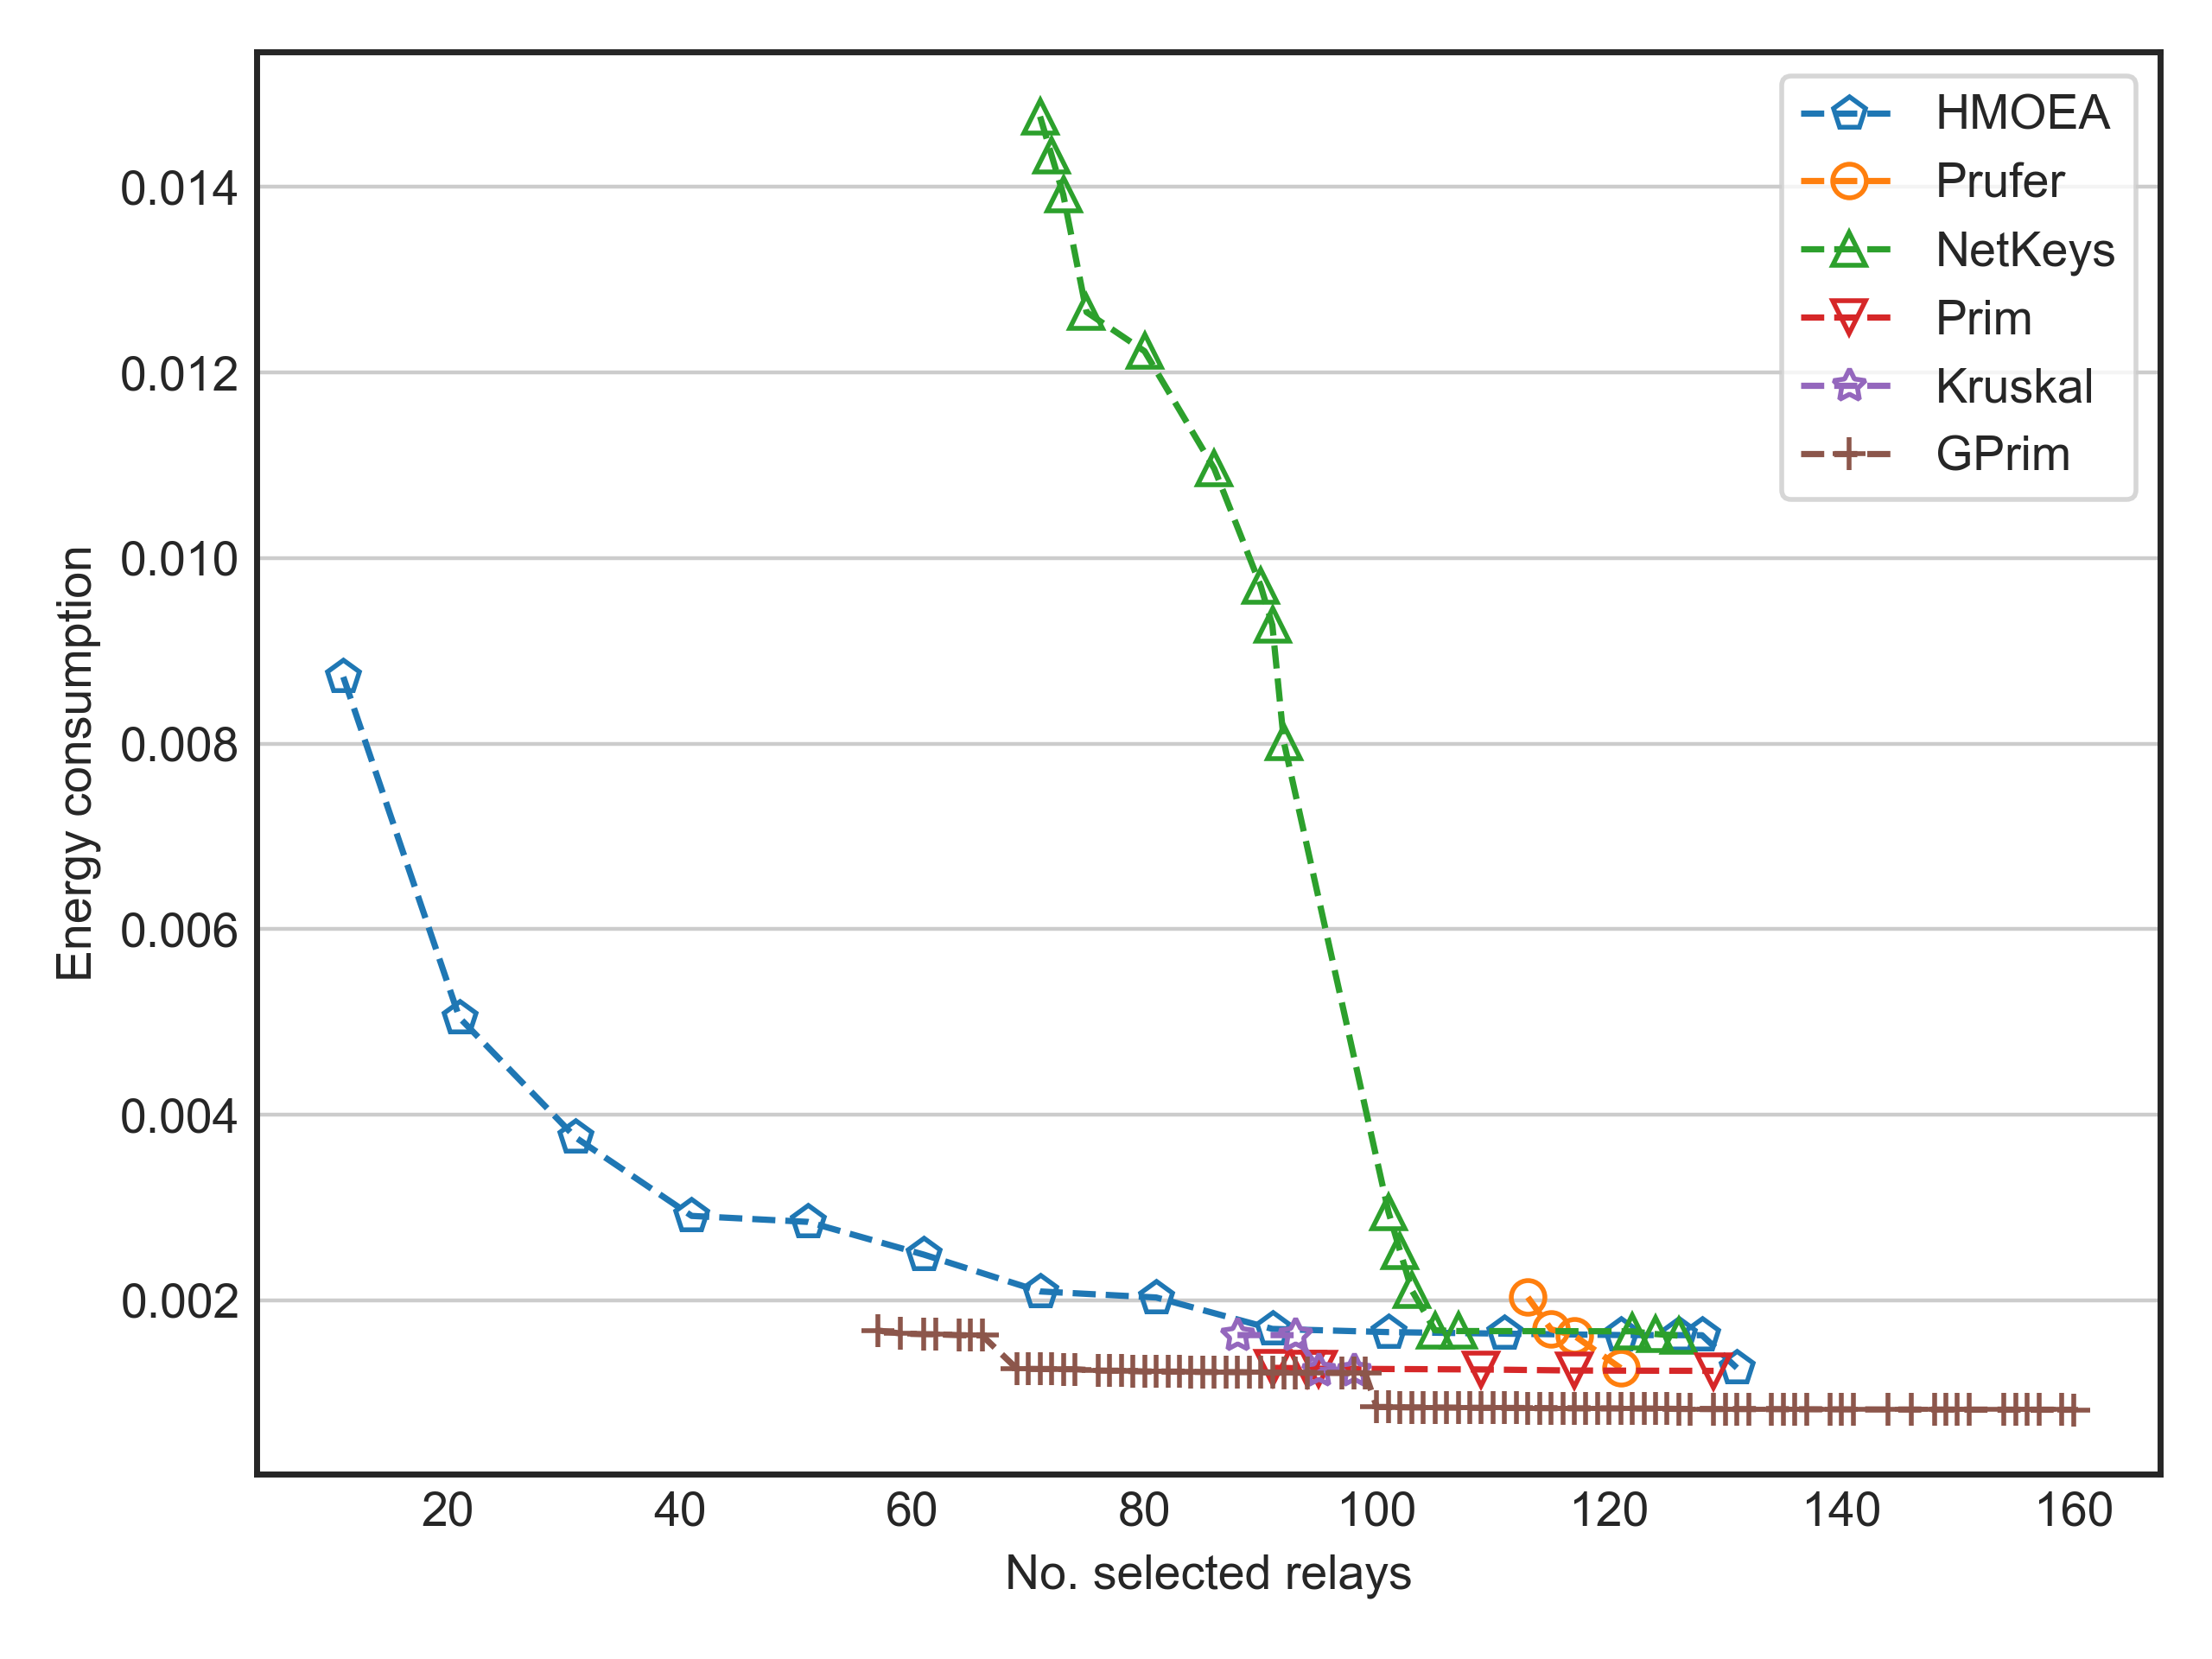 HMOEA
Prufer
NetKeys
Prim
Kruskal
GPrim
Energy consumption
0.014
0.012
0.010
0.008
0.006
0.004
0.002
20 40 60 80 100 120 140 160
No. selected relays